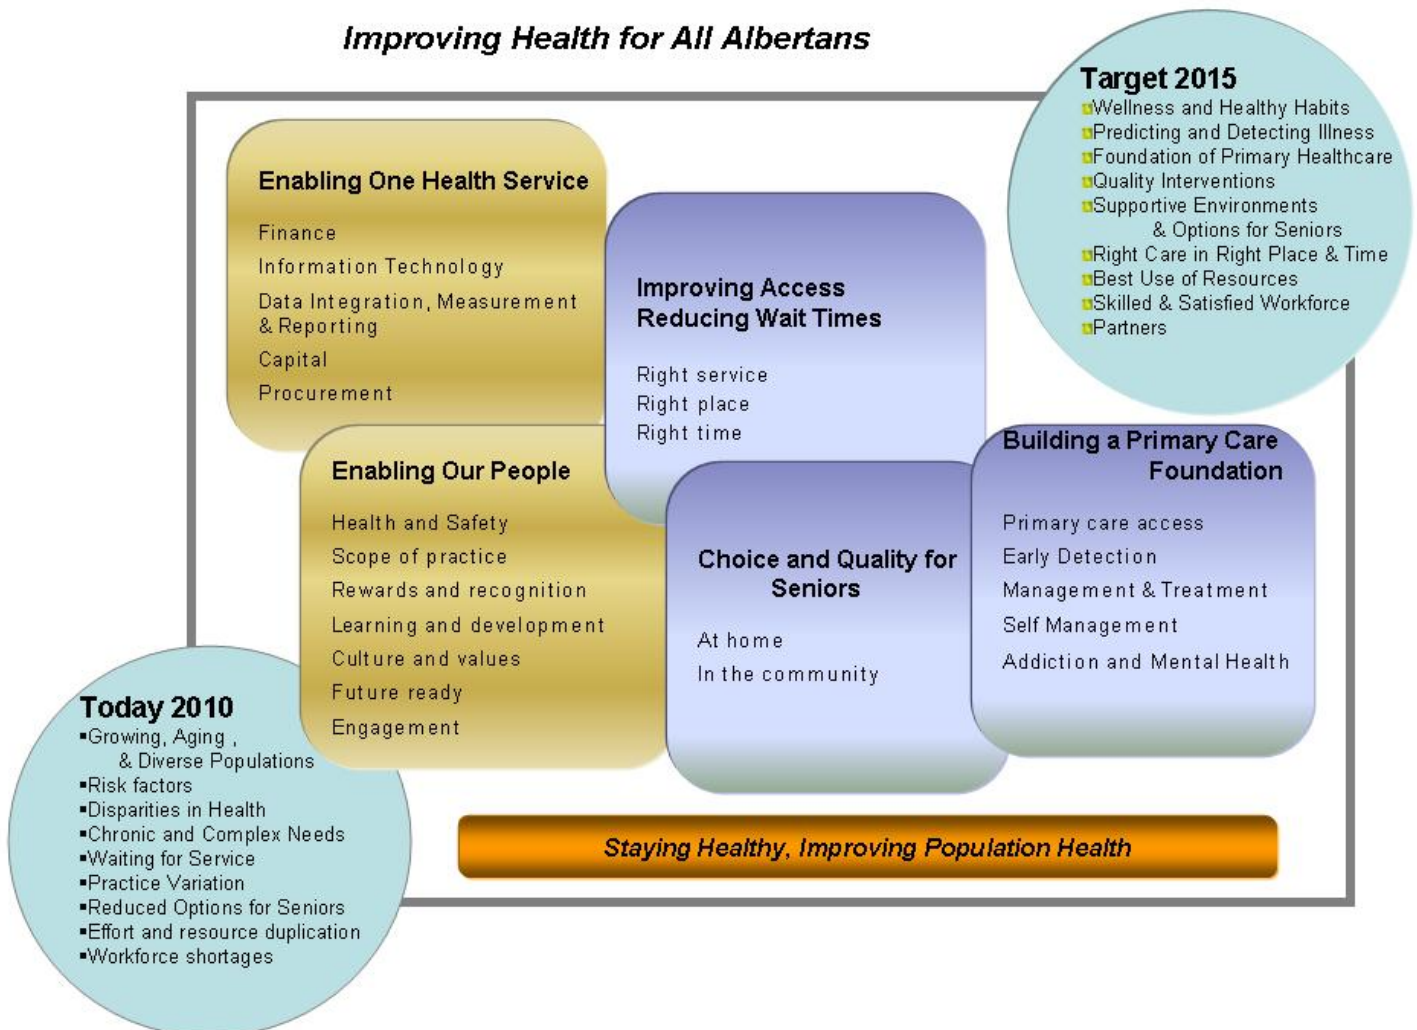 Improving Health for All Albertans
Target 2015
Wellness and Healthy Habits
Predicting and Detecting Illness
Foundation of Primary Healthcare
Quality Interventions
Supportive Environments
& Options for Seniors
Right Care in Right Place & Time
Best Use of Resources
Skilled & Satisfied Workforce
Partners
Enabling One Health Service
Finance
Information Technology
Data Integration, Measurement
& Reporting
Capital
Procurement
Improving Access
Reducing Wait Times
Right service
Right place
Right time
Enabling Our People
Health and Safety
Scope of practice
Rewards and recognition
Learning and development
Culture and values
Future ready
Engagement
Choice and Quality for
Seniors
At home
In the community
Building a Primary Care
Foundation
Primary care access
Early Detection
Management & Treatment
Self Management
Addiction and Mental Health
Today 2010
▪Growing, Aging ,
& Diverse Populations
▪Risk factors
▪Disparities in Health
▪Chronic and Complex Needs
▪Waiting for Service
▪Practice Variation
▪Reduced Options for Seniors
▪Effort and resource duplication
▪Workforce shortages
Staying Healthy, Improving Population Health